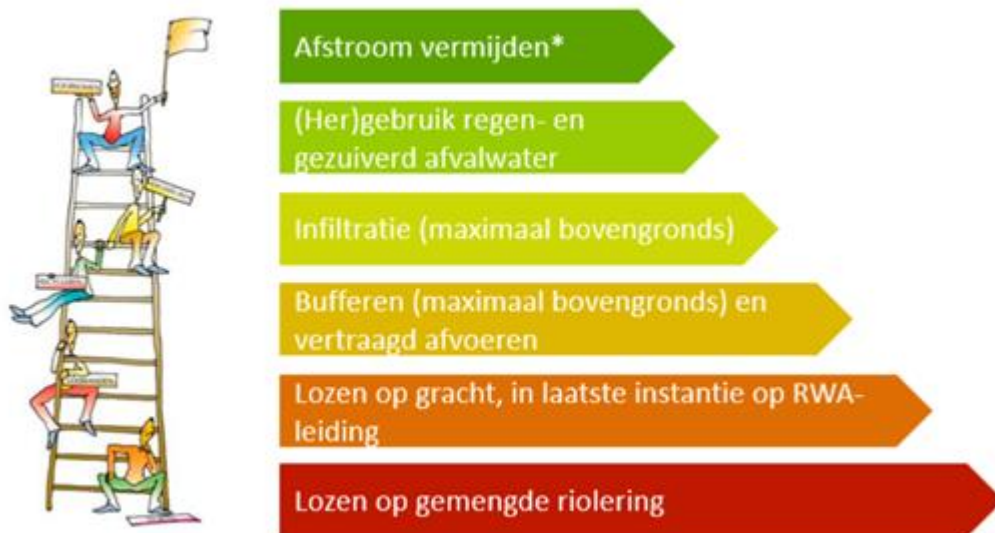 Afstroom vermijden*
(Her)gebruik regen- en
gezuiverd afvalwater
Infiltratie (maximaal bovengronds)
Bufferen (maximaal bovengronds) en
vertraagd afvoeren
Lozen op gracht, in laatste instantie op RWA-
leiding
Lozen op gemengde riolering